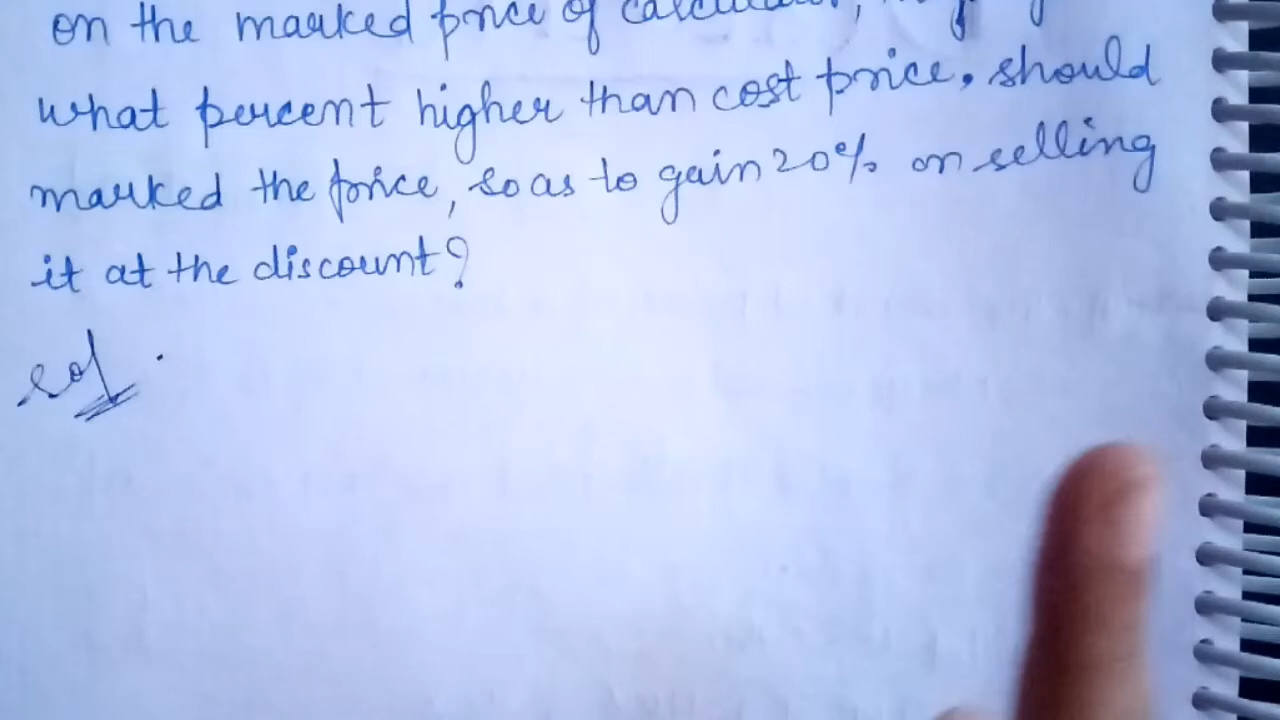 on the marked price of calculator,
what percent higher than cost price, should
marked the price, so as to gain 20% on selling
it at the discount?
sol